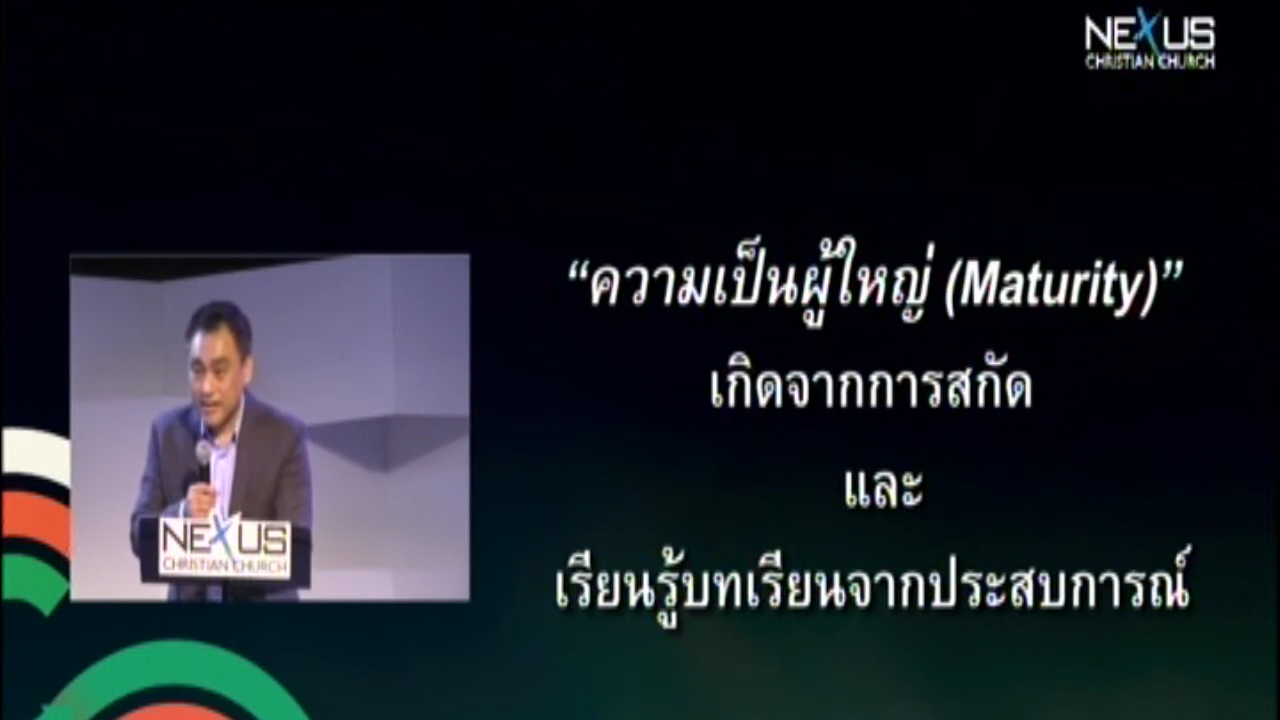 NEXUS
CHRISTIAN CHURCH
“ความเป็นผู้ใหญ่ (Maturity)”
เกิดจากการสกัด
และ
เรียนรู้บทเรียนจากประสบการณ์
NEXUS
CHRISTIAN CHURCH